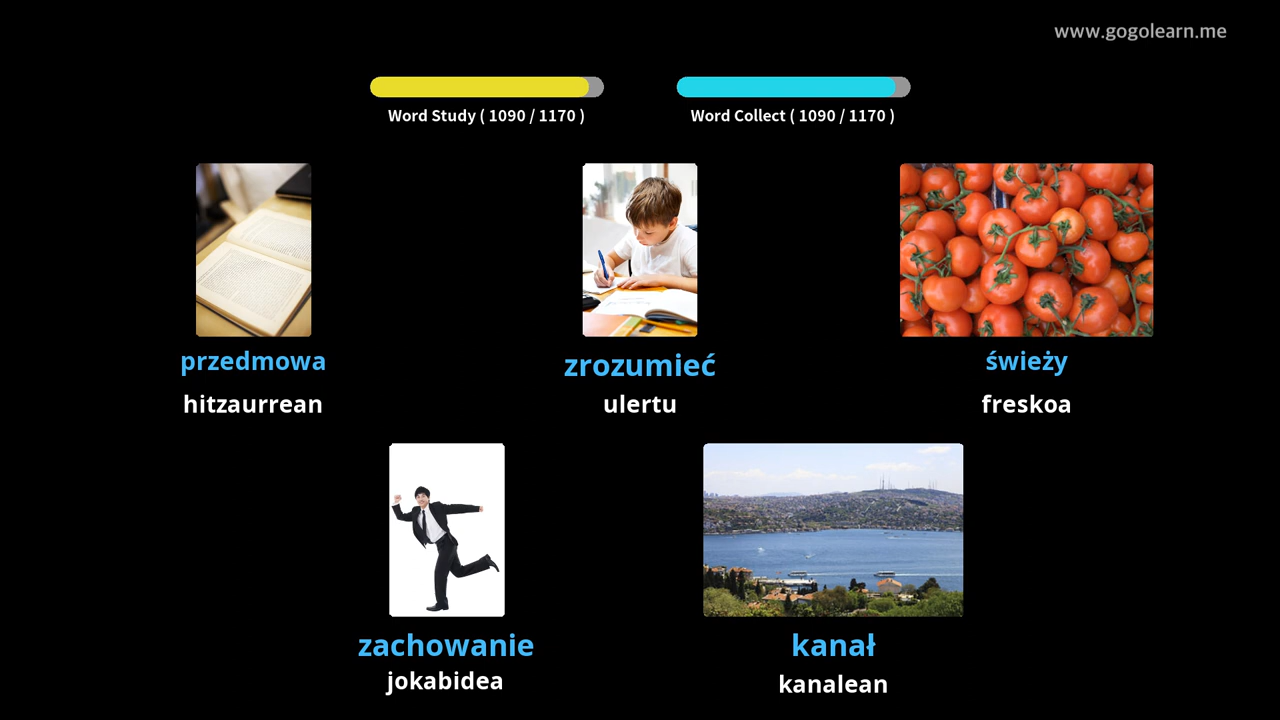 www.gogolearn.me
Word Study ( 1090 / 1170 )
Word Collect ( 1090 / 1170 )
przedmowa
hitzaurrean
zrozumieć
ulertu
świeży
freskoa
zachowanie
jokabidea
kanał
kanalean